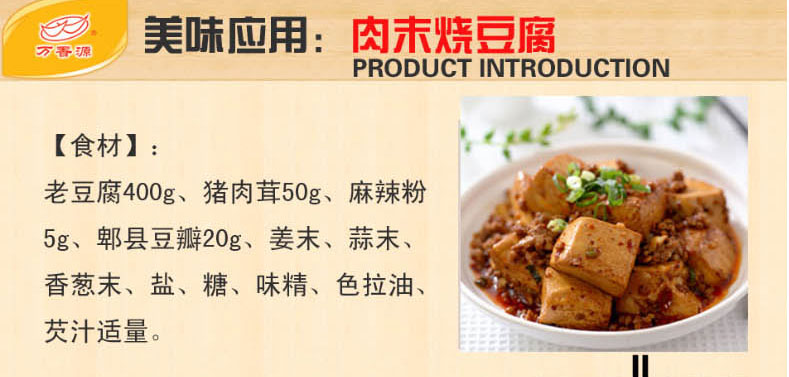 万香源
美味应用：肉末烧豆腐
PRODUCT INTRODUCTION
【食材】：
老豆腐400g、猪肉茸50g、麻辣粉
5g、郫县豆瓣20g、姜末、蒜末、
香葱末、盐、糖、味精、色拉油、
芡汁适量。